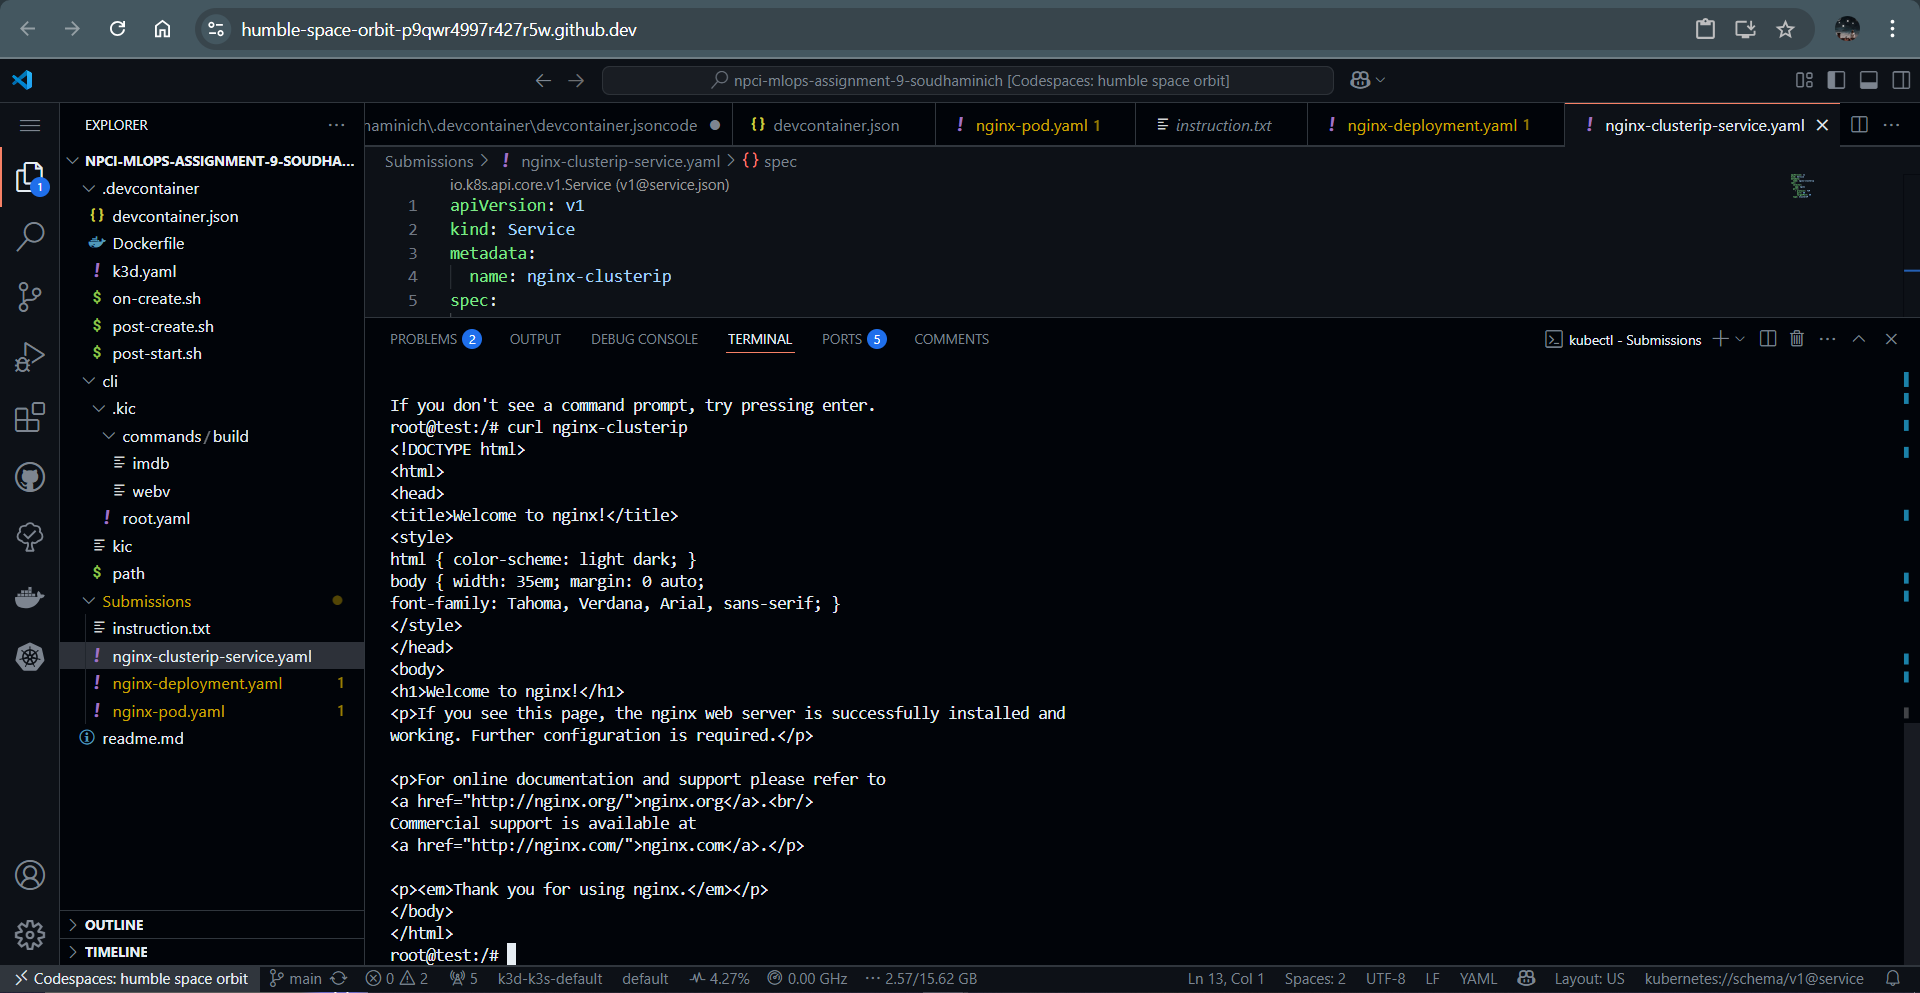 humble-space-orbit-p9qwr4997r427r5w.github.dev
npci-mlops-assignment-9-soudhaminich [Codespaces: humble space orbit]
EXPLORER
NPCI-MLOPS-ASSIGNMENT-9-SOUDHA...
.devcontainer
devcontainer.json
Dockerfile
k3d.yaml
on-create.sh
post-create.sh
post-start.sh
cli
.kic
commands/build
imdb
webv
root.yaml
kic
path
Submissions
instruction.txt
nginx-clusterip-service.yaml
nginx-deployment.yaml 1
nginx-pod.yaml 1
readme.md
OUTLINE
TIMELINE
1
haminich\.devcontainer\devcontainer.jsoncode
devcontainer.json
nginx-pod.yaml 1
instruction.txt
nginx-deployment.yaml 1
nginx-clusterip-service.yaml
Submissions > nginx-clusterip-service.yaml > {} spec
io.k8s.api.core.v1.Service (v1@service.json)
1 apiVersion: v1
2 kind: Service
3 metadata:
4 name: nginx-clusterip
5 spec:
PROBLEMS 2 OUTPUT DEBUG CONSOLE TERMINAL PORTS 5 COMMENTS
kubectl - Submissions
If you don't see a command prompt, try pressing enter.
root@test:/# curl nginx-clusterip
<!DOCTYPE html>
<html>
<head>
<title>Welcome to nginx!</title>
<style>
html { color-scheme: light dark; }
body { width: 35em; margin: 0 auto;
font-family: Tahoma, Verdana, Arial, sans-serif; }
</style>
</head>
<body>
<h1>Welcome to nginx!</h1>
<p>If you see this page, the nginx web server is successfully installed and
working. Further configuration is required.</p>
<p>For online documentation and support please refer to
<a href="http://nginx.org/">nginx.org</a>.<br/>
Commercial support is available at
<a href="http://nginx.com/">nginx.com</a>.</p>
<p><em>Thank you for using nginx.</em></p>
</body>
</html>
root@test:/#
Codespaces: humble space orbit main 0 2 5 k3d-k3s-default default 4.27% 0.00 GHz 2.57/15.62 GB Ln 13, Col 1 Spaces: 2 UTF-8 LF YAML Layout: US kubernetes://schema/v1@service